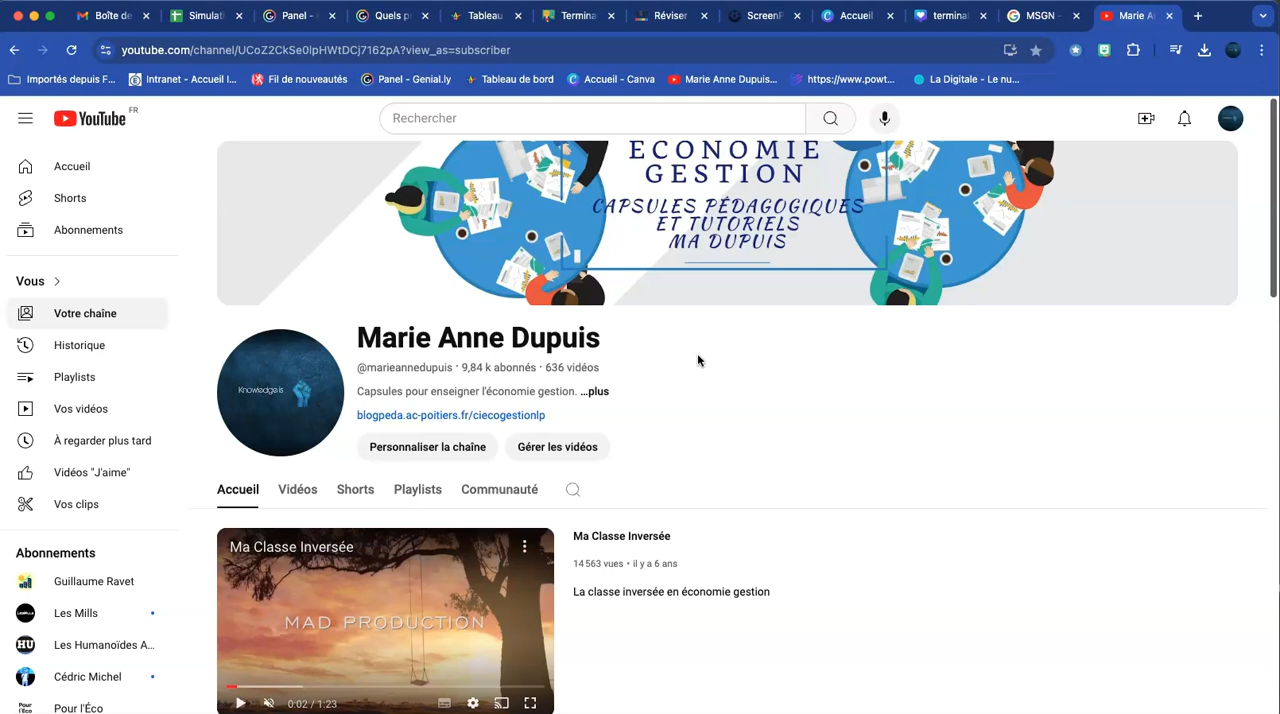 Boîte de
Simulati
Panel -
Quels p
Tableau
Termina
Réviser
ScreenP
Accueil
terminal
MSGN -
Marie A
youtube.com/channel/UCoZ2CkSe0lpHWtDCj7162pA?view_as=subscriber
Importés depuis F...
Intranet - Accueil I...
Fil de nouveautés
Panel - Genial.ly
Tableau de bord
Accueil - Canva
Marie Anne Dupuis...
https://www.powt...
La Digitale - Le nu...
YouTube FR
Rechercher
Accueil
Shorts
Abonnements
Vous
Votre chaîne
Historique
Playlists
Vos vidéos
À regarder plus tard
Vidéos "J'aime"
Vos clips
Abonnements
Guillaume Ravet
Les Mills
Les Humanoïdes A...
Cédric Michel
Pour l'Éco
ECONOMIE
GESTION
CAPSULES PÉDAGOGIQUES
ET TUTORIELS
MA DUPUIS
Knowledge is
Marie Anne Dupuis
@marieannedupuis · 9,84 k abonnés · 636 vidéos
Capsules pour enseigner l'économie gestion. ...plus
blogpeda.ac-poitiers.fr/ciecogestionlp
Personnaliser la chaîne
Gérer les vidéos
Accueil
Vidéos
Shorts
Playlists
Communauté
Ma Classe Inversée
MAD PRODUCTION
0:02 / 1:23
Ma Classe Inversée
14 563 vues • il y a 6 ans
La classe inversée en économie gestion